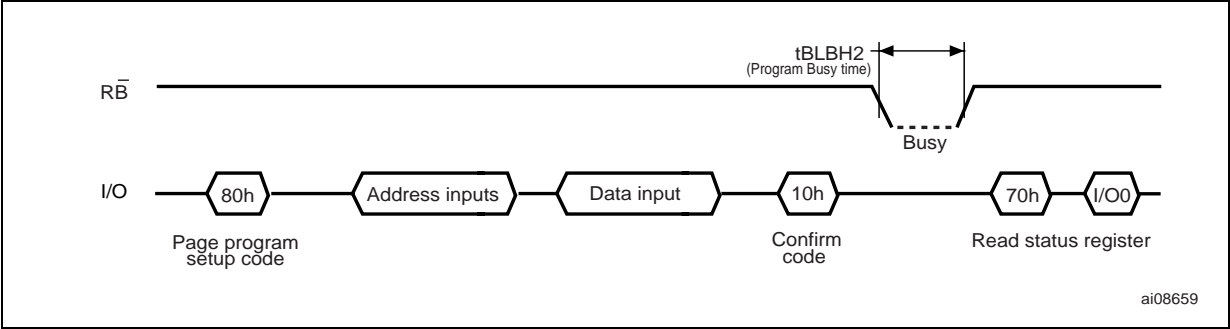 tBLBH2
(Program Busy time)
RB̅
Busy
I/O
80h
Address inputs
Data input
10h
70h
I/O0
Page program
setup code
Confirm
code
Read status register
ai08659